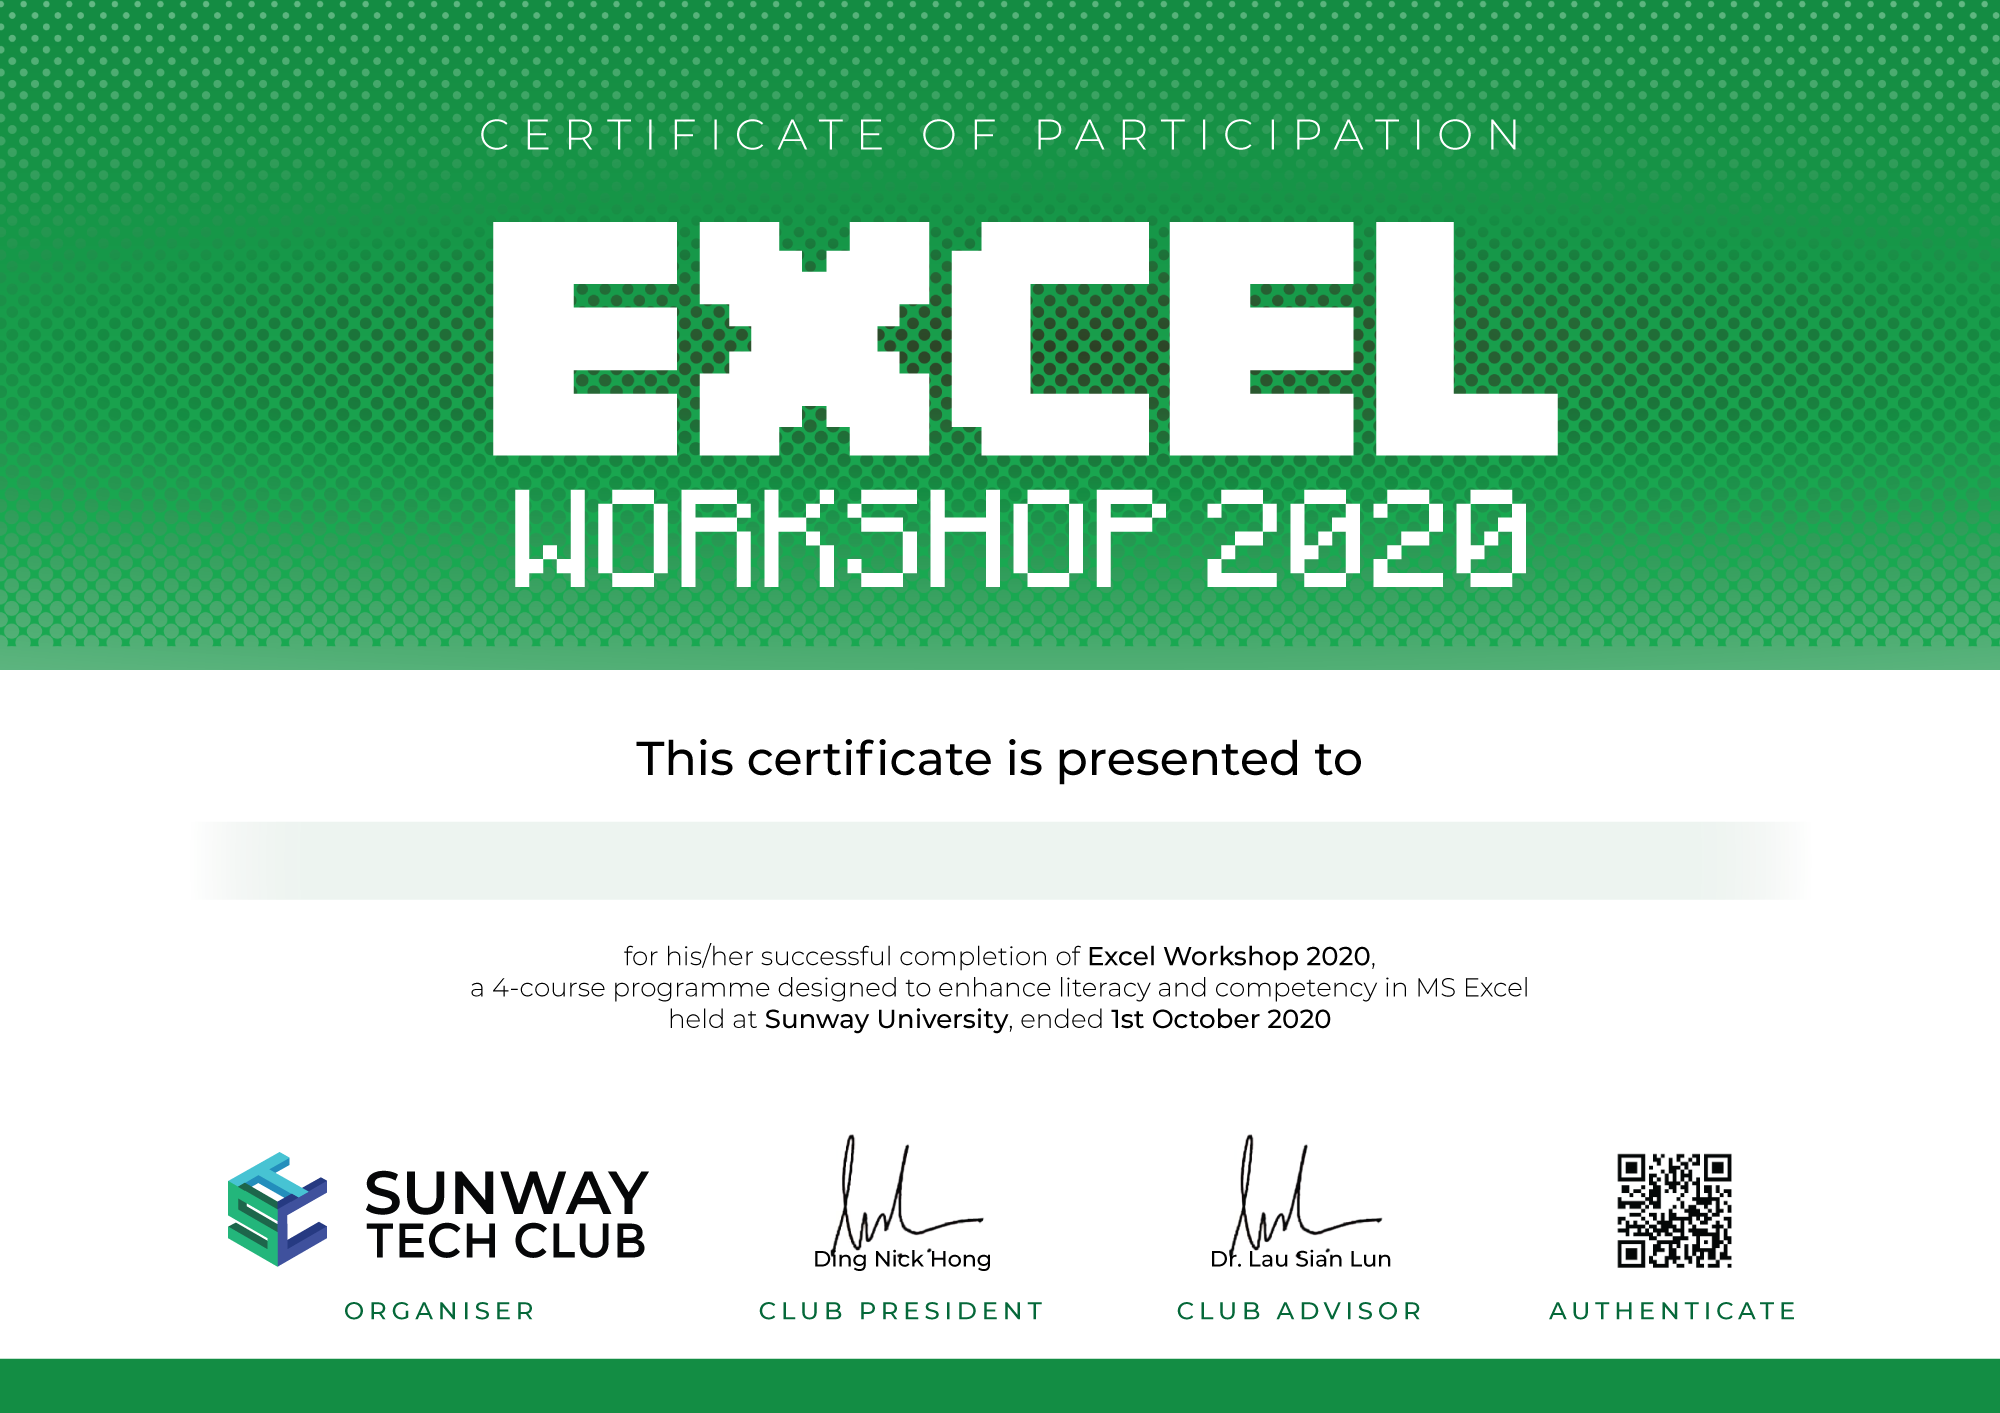 CERTIFICATE OF PARTICIPATION
EXCEL
WORKSHOP 2020
This certificate is presented to
for his/her successful completion of Excel Workshop 2020,
a 4-course programme designed to enhance literacy and competency in MS Excel
held at Sunway University, ended 1st October 2020
SUNWAY
TECH CLUB
Ding Nick Hong
Dr. Lau Sian Lun
ORGANISER
CLUB PRESIDENT
CLUB ADVISOR
AUTHENTICATE